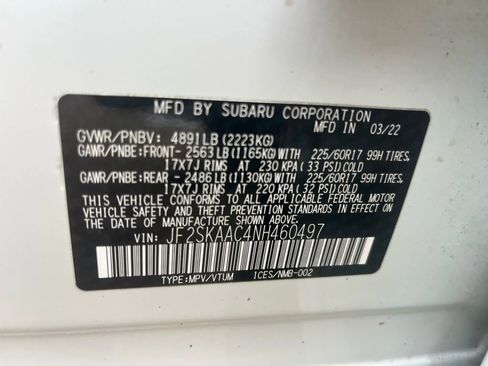 MFD BY SUBARU CORPORATION
MFD IN 03/22
GVWR/PNBV: 4891LB (2223KG)
GAWR/PNBE:FRONT-2563LB(1165KG)WITH 225/60R17 99H TIRES,
17X7J RIMS AT 230 KPA ( 33 PSI)COLD
GAWR/PNBE:REAR -2486LB(1130KG)WITH 225/60R17 99H TIRES,
17X7J RIMS AT 220 KPA ( 32 PSI)COLD
THIS VEHICLE CONFORMS TO ALL APPLICABLE FEDERAL MOTOR
VEHICLE SAFETY AND THEFT PREVENTION STANDARDS IN EFFECT ON
THE DATE OF MANUFACTURE SHOWN ABOVE.
VIN: JF2SKAAC4NH460497
TYPE:MPV/VTUM ICES/NMB-002